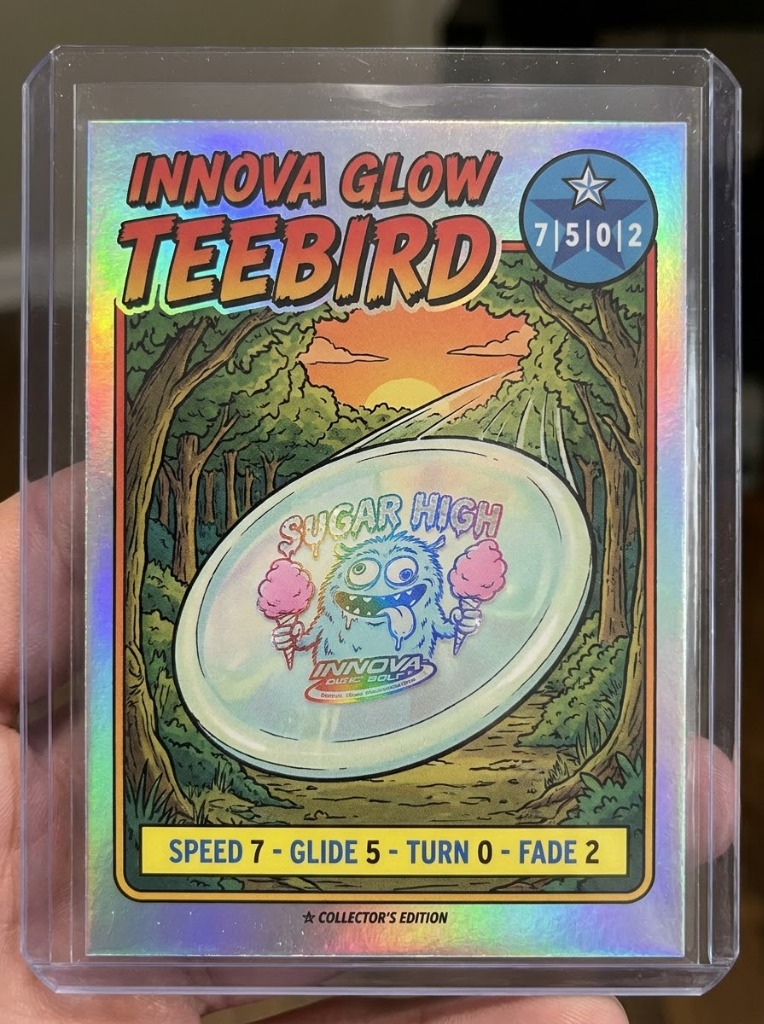 INNOVA GLOW
TEEBIRD
7|5|0|2
SUGAR HIGH
INNOVA
SPEED 7 - GLIDE 5 - TURN 0 - FADE 2
COLLECTOR'S EDITION